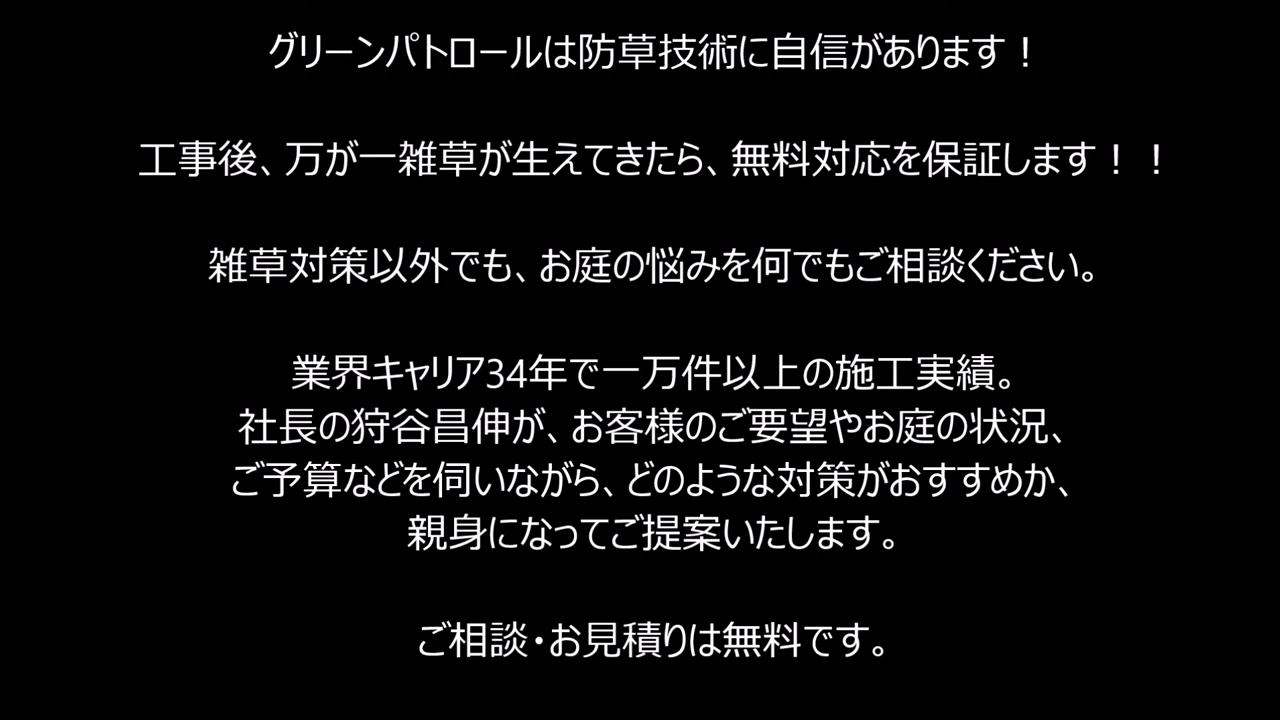 グリーンパトロールは防草技術に自信があります！
工事後、万が一雑草が生えてきたら、無料対応を保証します！！
雑草対策以外でも、お庭の悩みを何でもご相談ください。
業界キャリア34年で一万件以上の施工実績。
社長の狩谷昌伸が、お客様のご要望やお庭の状況、
ご予算などを伺いながら、どのような対策がおすすめか、
親身になってご提案いたします。
ご相談・お見積りは無料です。